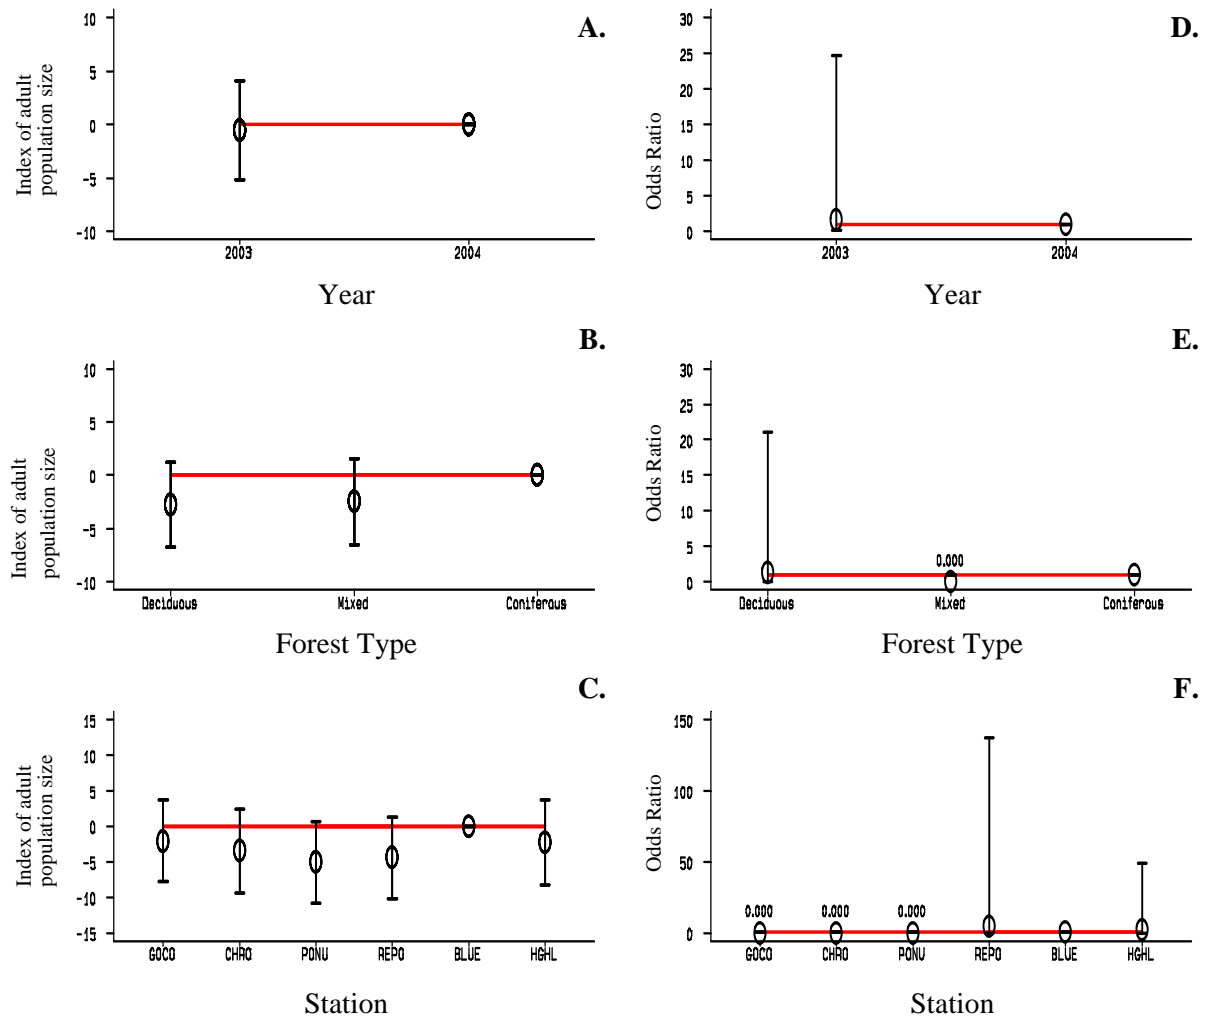 A.
10
5
0
-5
-10
Index of adult
population size
2003 2004
Year
D.
30
25
20
15
10
5
0
Odds Ratio
2003 2004
Year
B.
10
5
0
-5
-10
Index of adult
population size
Deciduous Mixed Coniferous
Forest Type
E.
30
25
20
15
10
5
0
Odds Ratio
0.000
Deciduous Mixed Coniferous
Forest Type
C.
15
10
5
0
-5
-10
-15
Index of adult
population size
GOCO CHRO PONU REPO BLUE HGHL
Station
F.
150
100
50
0
Odds Ratio
0.000 0.000 0.000
GOCO CHRO PONU REPO BLUE HGHL
Station